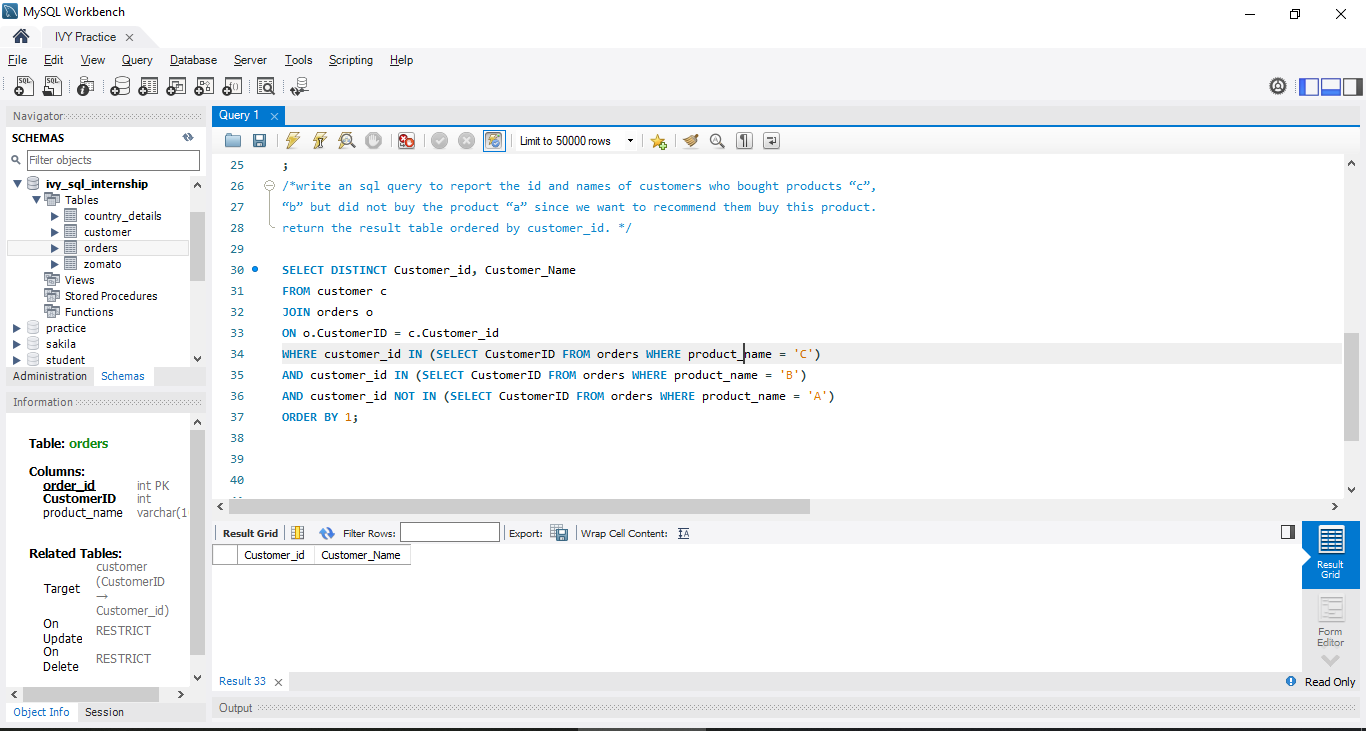 MySQL Workbench
IVY Practice
File Edit View Query Database Server Tools Scripting Help
Navigator
SCHEMAS
Filter objects
ivy_sql_internship
Tables
country_details
customer
orders
zomato
Views
Stored Procedures
Functions
practice
sakila
student
Administration Schemas
Information
Table: orders
Columns:
order_id int PK
CustomerID int
product_name varchar(1
Related Tables:
Target customer (CustomerID → Customer_id)
On Update RESTRICT
On Delete RESTRICT
Object Info Session
Query 1
Limit to 50000 rows
25 ;
26 /*write an sql query to report the id and names of customers who bought products “c”,
27 “b” but did not buy the product “a” since we want to recommend them buy this product.
28 return the result table ordered by customer_id. */
29
30 SELECT DISTINCT Customer_id, Customer_Name
31 FROM customer c
32 JOIN orders o
33 ON o.CustomerID = c.Customer_id
34 WHERE customer_id IN (SELECT CustomerID FROM orders WHERE product_name = 'C')
35 AND customer_id IN (SELECT CustomerID FROM orders WHERE product_name = 'B')
36 AND customer_id NOT IN (SELECT CustomerID FROM orders WHERE product_name = 'A')
37 ORDER BY 1;
38
39
40
Result Grid Filter Rows: Export: Wrap Cell Content:
Customer_id Customer_Name
Result Grid
Form Editor
Result 33
Read Only
Output